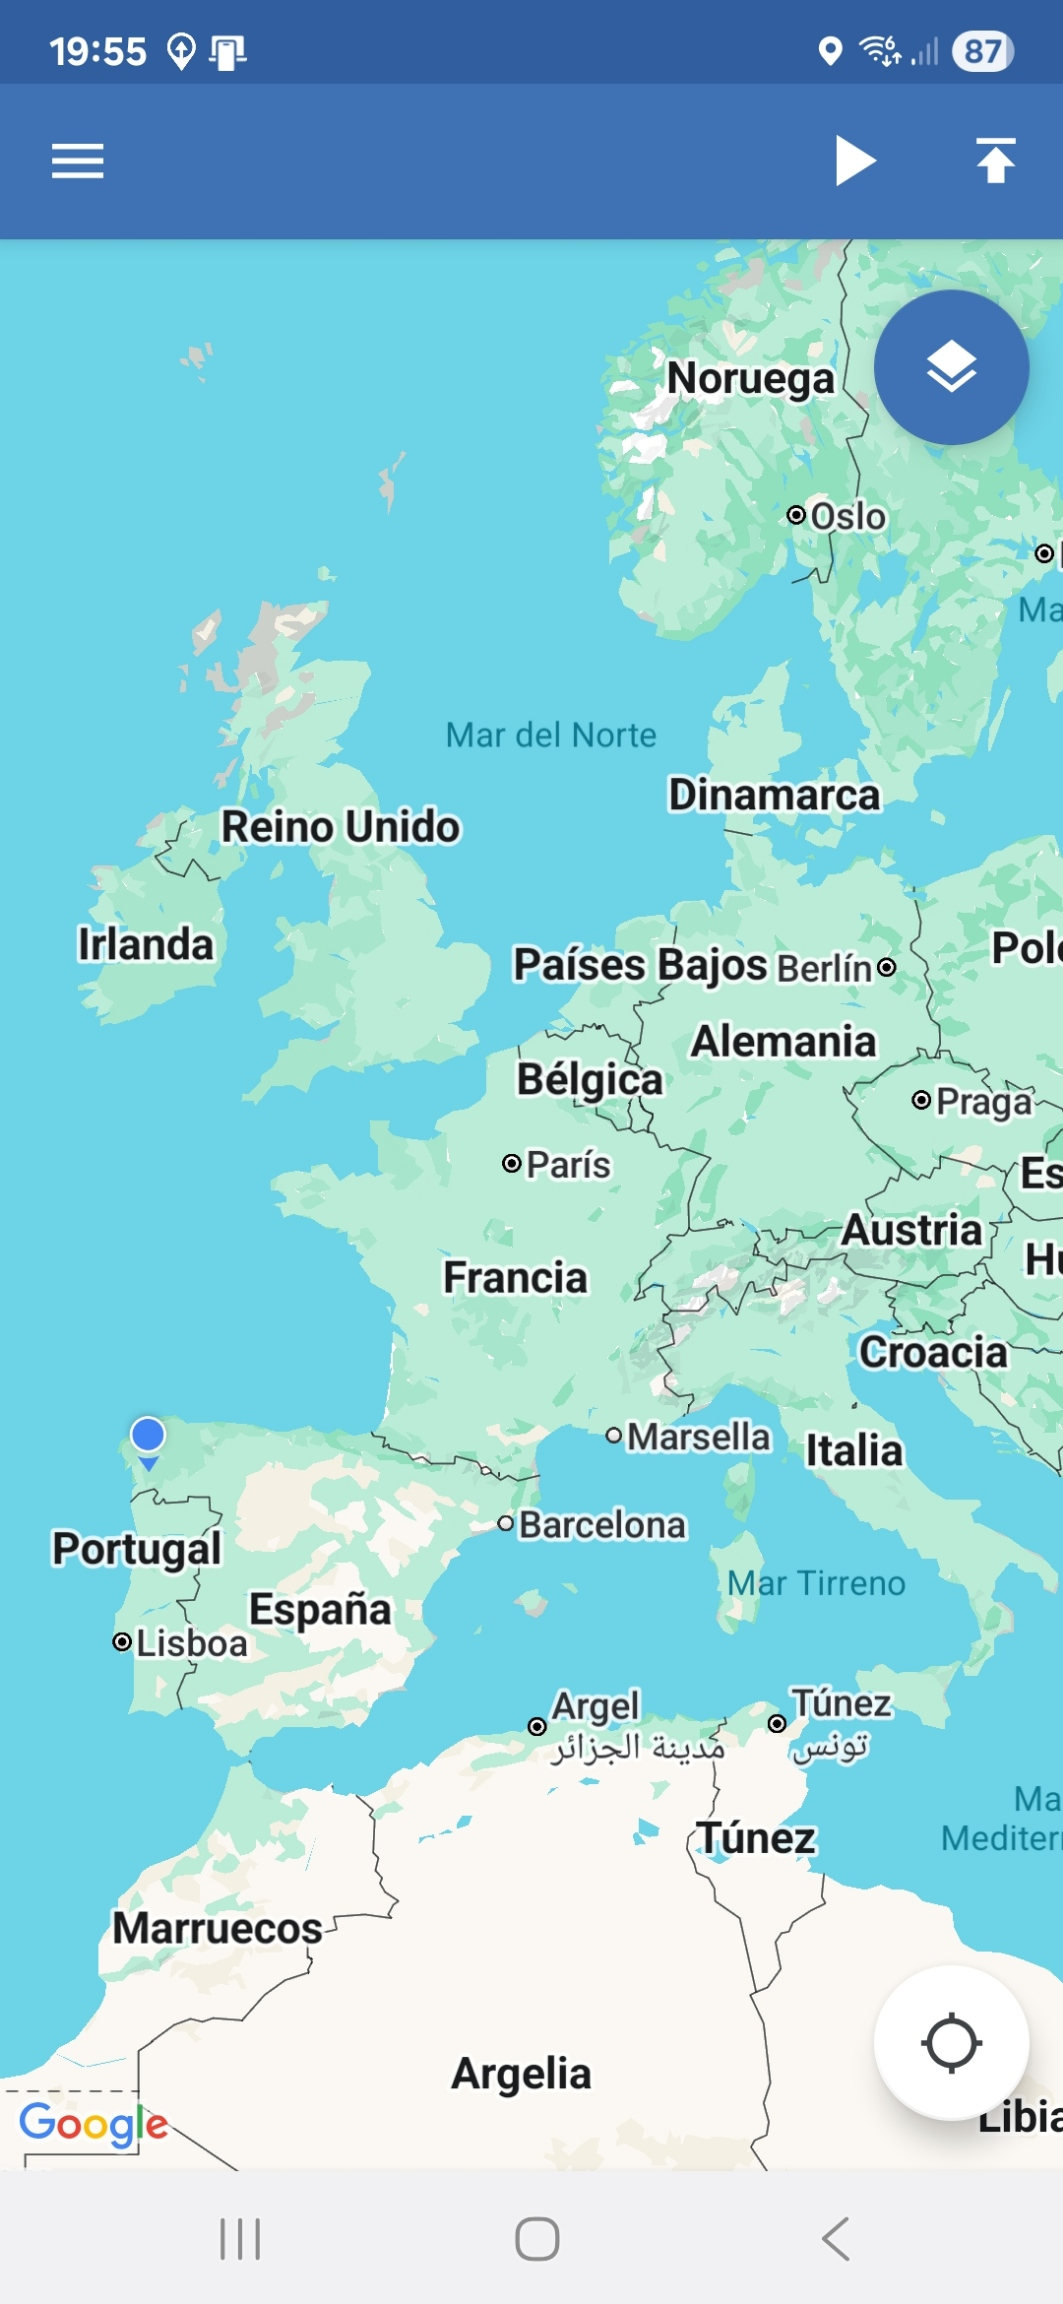 19:55
6
87
Noruega
Oslo
Ma
Mar del Norte
Dinamarca
Reino Unido
Irlanda
Países Bajos
Berlín
Pol
Alemania
Bélgica
Praga
París
Es
Austria
Francia
Hu
Croacia
Marsella
Italia
Barcelona
Portugal
Mar Tirreno
España
Lisboa
Argel
مدينة الجزائر
Túnez
تونس
Ma
Mediter
Túnez
Marruecos
Argelia
Google
Libia